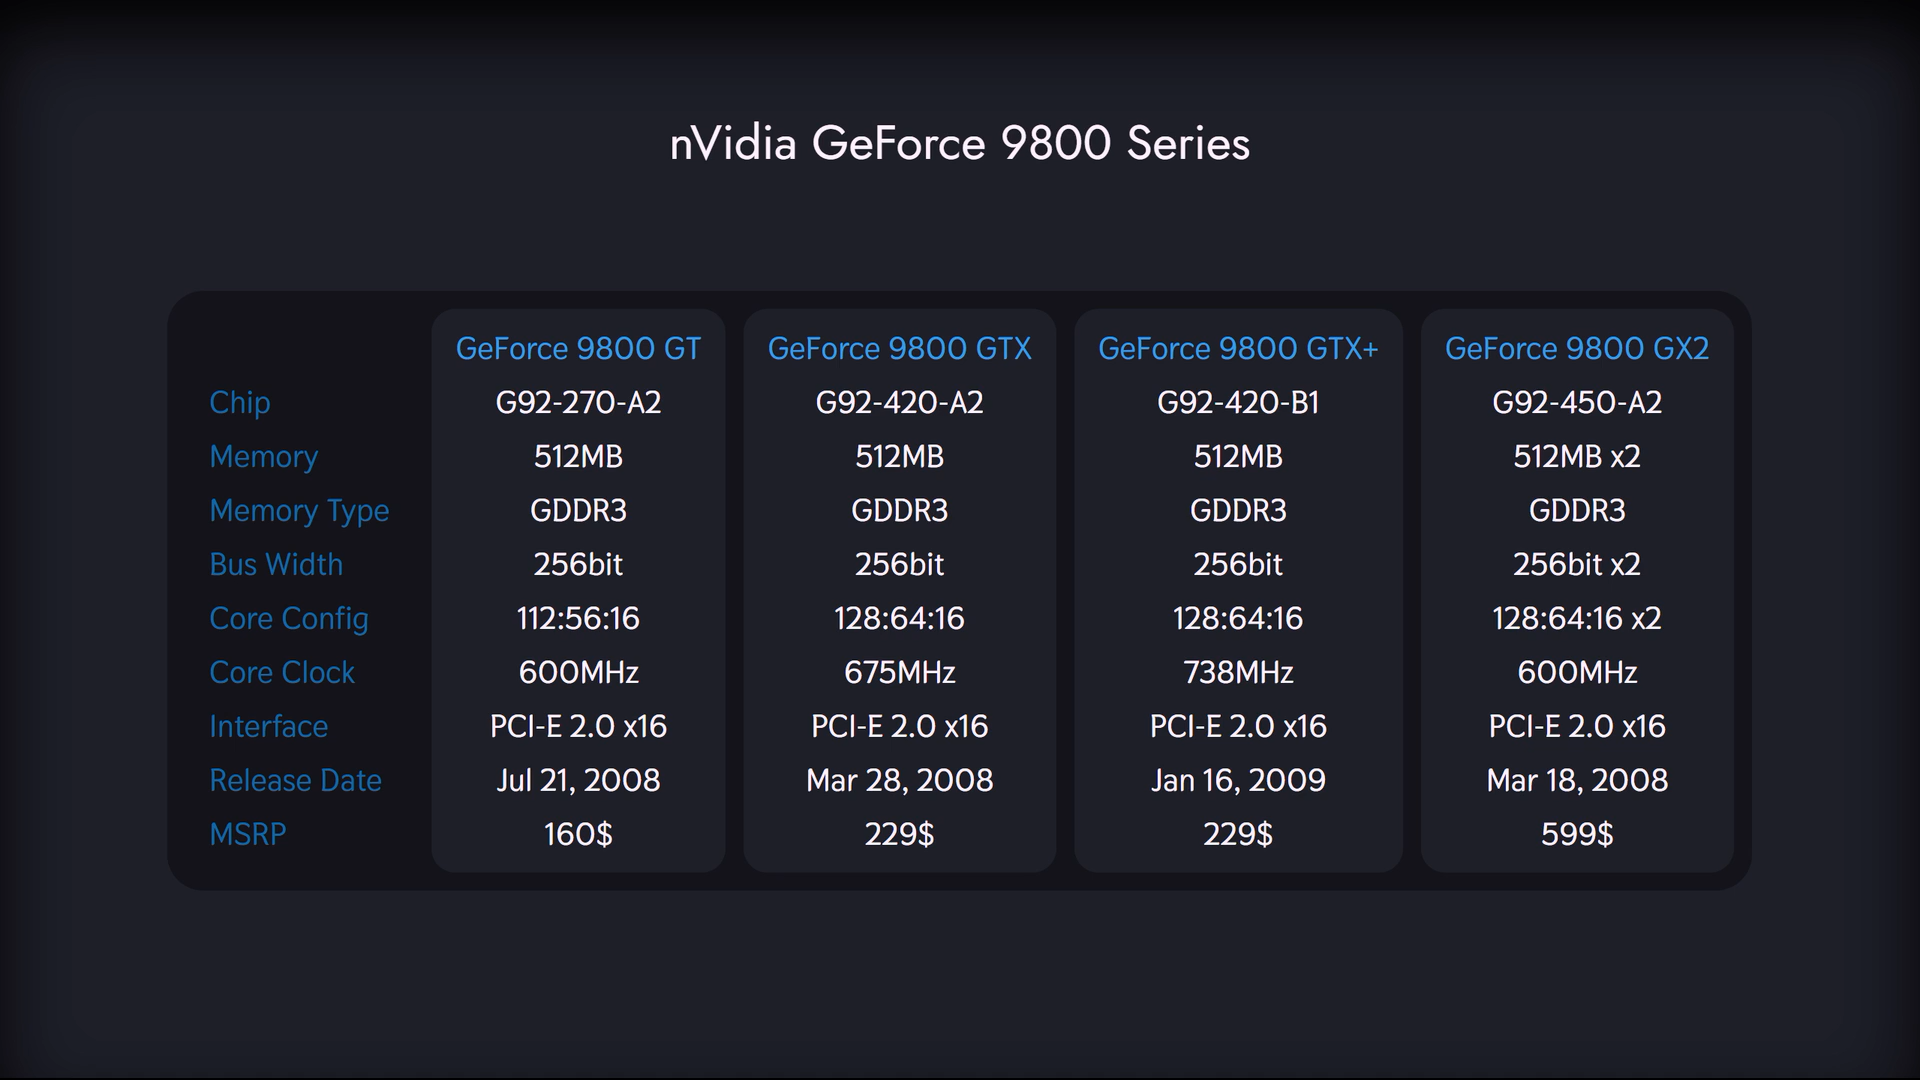 nVidia GeForce 9800 Series
GeForce 9800 GT GeForce 9800 GTX GeForce 9800 GTX+ GeForce 9800 GX2
Chip G92-270-A2 G92-420-A2 G92-420-B1 G92-450-A2
Memory 512MB 512MB 512MB 512MB x2
Memory Type GDDR3 GDDR3 GDDR3 GDDR3
Bus Width 256bit 256bit 256bit 256bit x2
Core Config 112:56:16 128:64:16 128:64:16 128:64:16 x2
Core Clock 600MHz 675MHz 738MHz 600MHz
Interface PCI-E 2.0 x16 PCI-E 2.0 x16 PCI-E 2.0 x16 PCI-E 2.0 x16
Release Date Jul 21, 2008 Mar 28, 2008 Jan 16, 2009 Mar 18, 2008
MSRP 160$ 229$ 229$ 599$